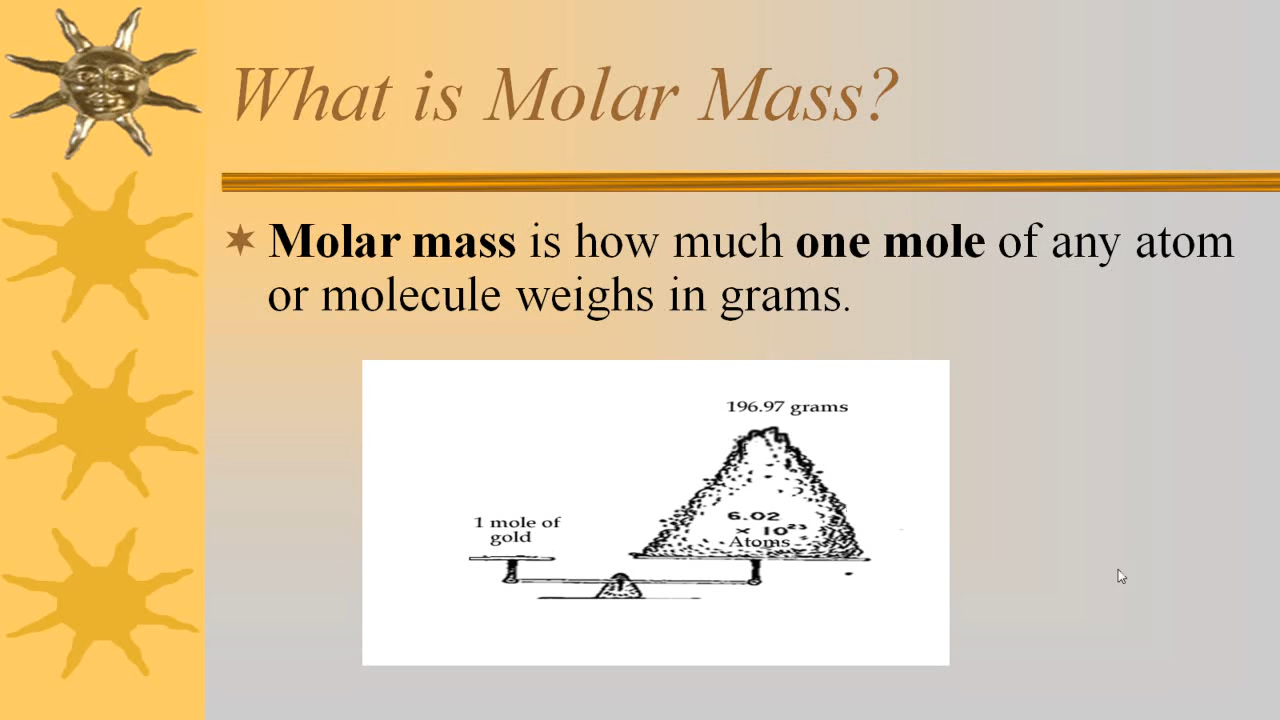 What is Molar Mass?
Molar mass is how much one mole of any atom
or molecule weighs in grams.
196.97 grams
1 mole of
gold
6.02
× 10²³
Atoms